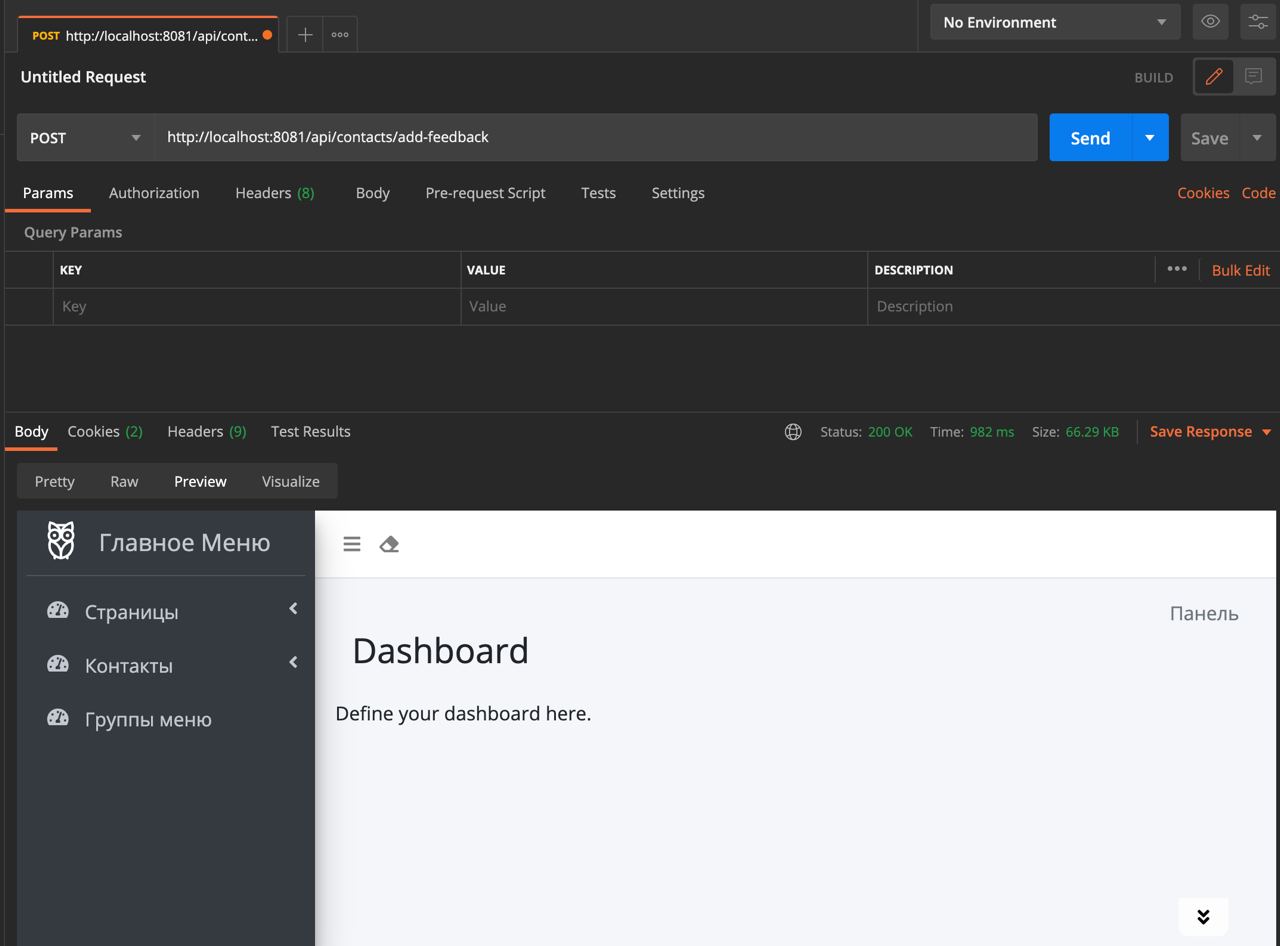 POST http://localhost:8081/api/cont...
No Environment
Untitled Request
BUILD
POST
http://localhost:8081/api/contacts/add-feedback
Send
Save
Params Authorization Headers (8) Body Pre-request Script Tests Settings Cookies Code
Query Params
KEY VALUE DESCRIPTION Bulk Edit
Key Value Description
Body Cookies (2) Headers (9) Test Results Status: 200 OK Time: 982 ms Size: 66.29 KB Save Response
Pretty Raw Preview Visualize
Главное Меню
Страницы
Контакты
Группы меню
Панель
Dashboard
Define your dashboard here.